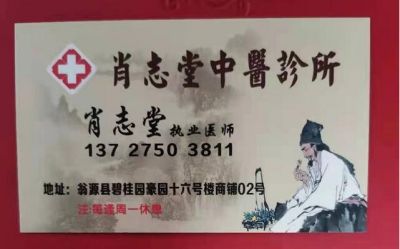 肖志堂中醫診所
肖志堂 执业医师
137 2750 3811
地址:翁源县碧桂园豪园十六号楼商铺02号
注:每逢周一休息